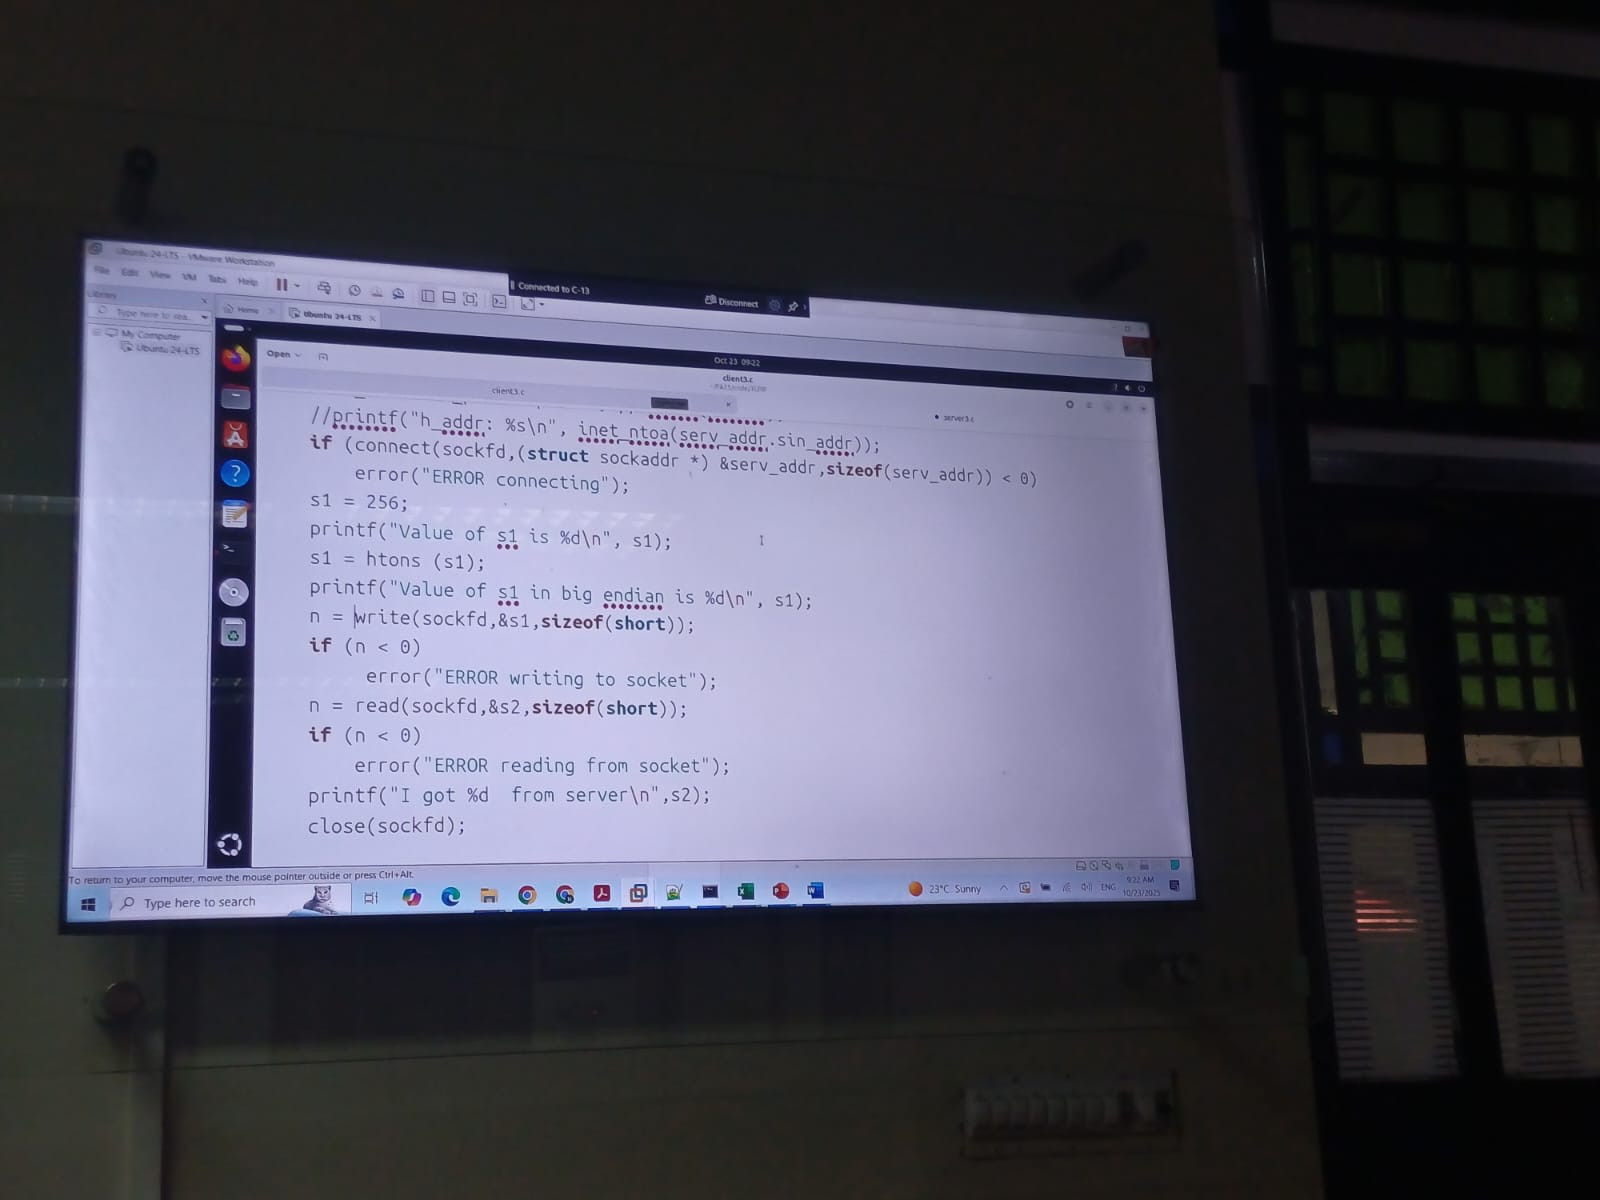 Ubuntu 24-LTS - VMware Workstation
File Edit View VM Tabs Help
Connected to C-13
Disconnect
Library
Type here to sea...
Home
Ubuntu 24-LTS
My Computer
Ubuntu 24-LTS
Open
Oct 23 09:22
client3.c
client3.c
server3.c
//printf("h_addr: %s\n", inet_ntoa(serv_addr.sin_addr));
if (connect(sockfd,(struct sockaddr *) &serv_addr,sizeof(serv_addr)) < 0)
error("ERROR connecting");
s1 = 256;
printf("Value of s1 is %d\n", s1);
s1 = htons (s1);
printf("Value of s1 in big endian is %d\n", s1);
n = write(sockfd,&s1,sizeof(short));
if (n < 0)
error("ERROR writing to socket");
n = read(sockfd,&s2,sizeof(short));
if (n < 0)
error("ERROR reading from socket");
printf("I got %d  from server\n",s2);
close(sockfd);
To return to your computer, move the mouse pointer outside or press Ctrl+Alt.
Type here to search
23°C Sunny
ENG
9:22 AM
10/23/2025